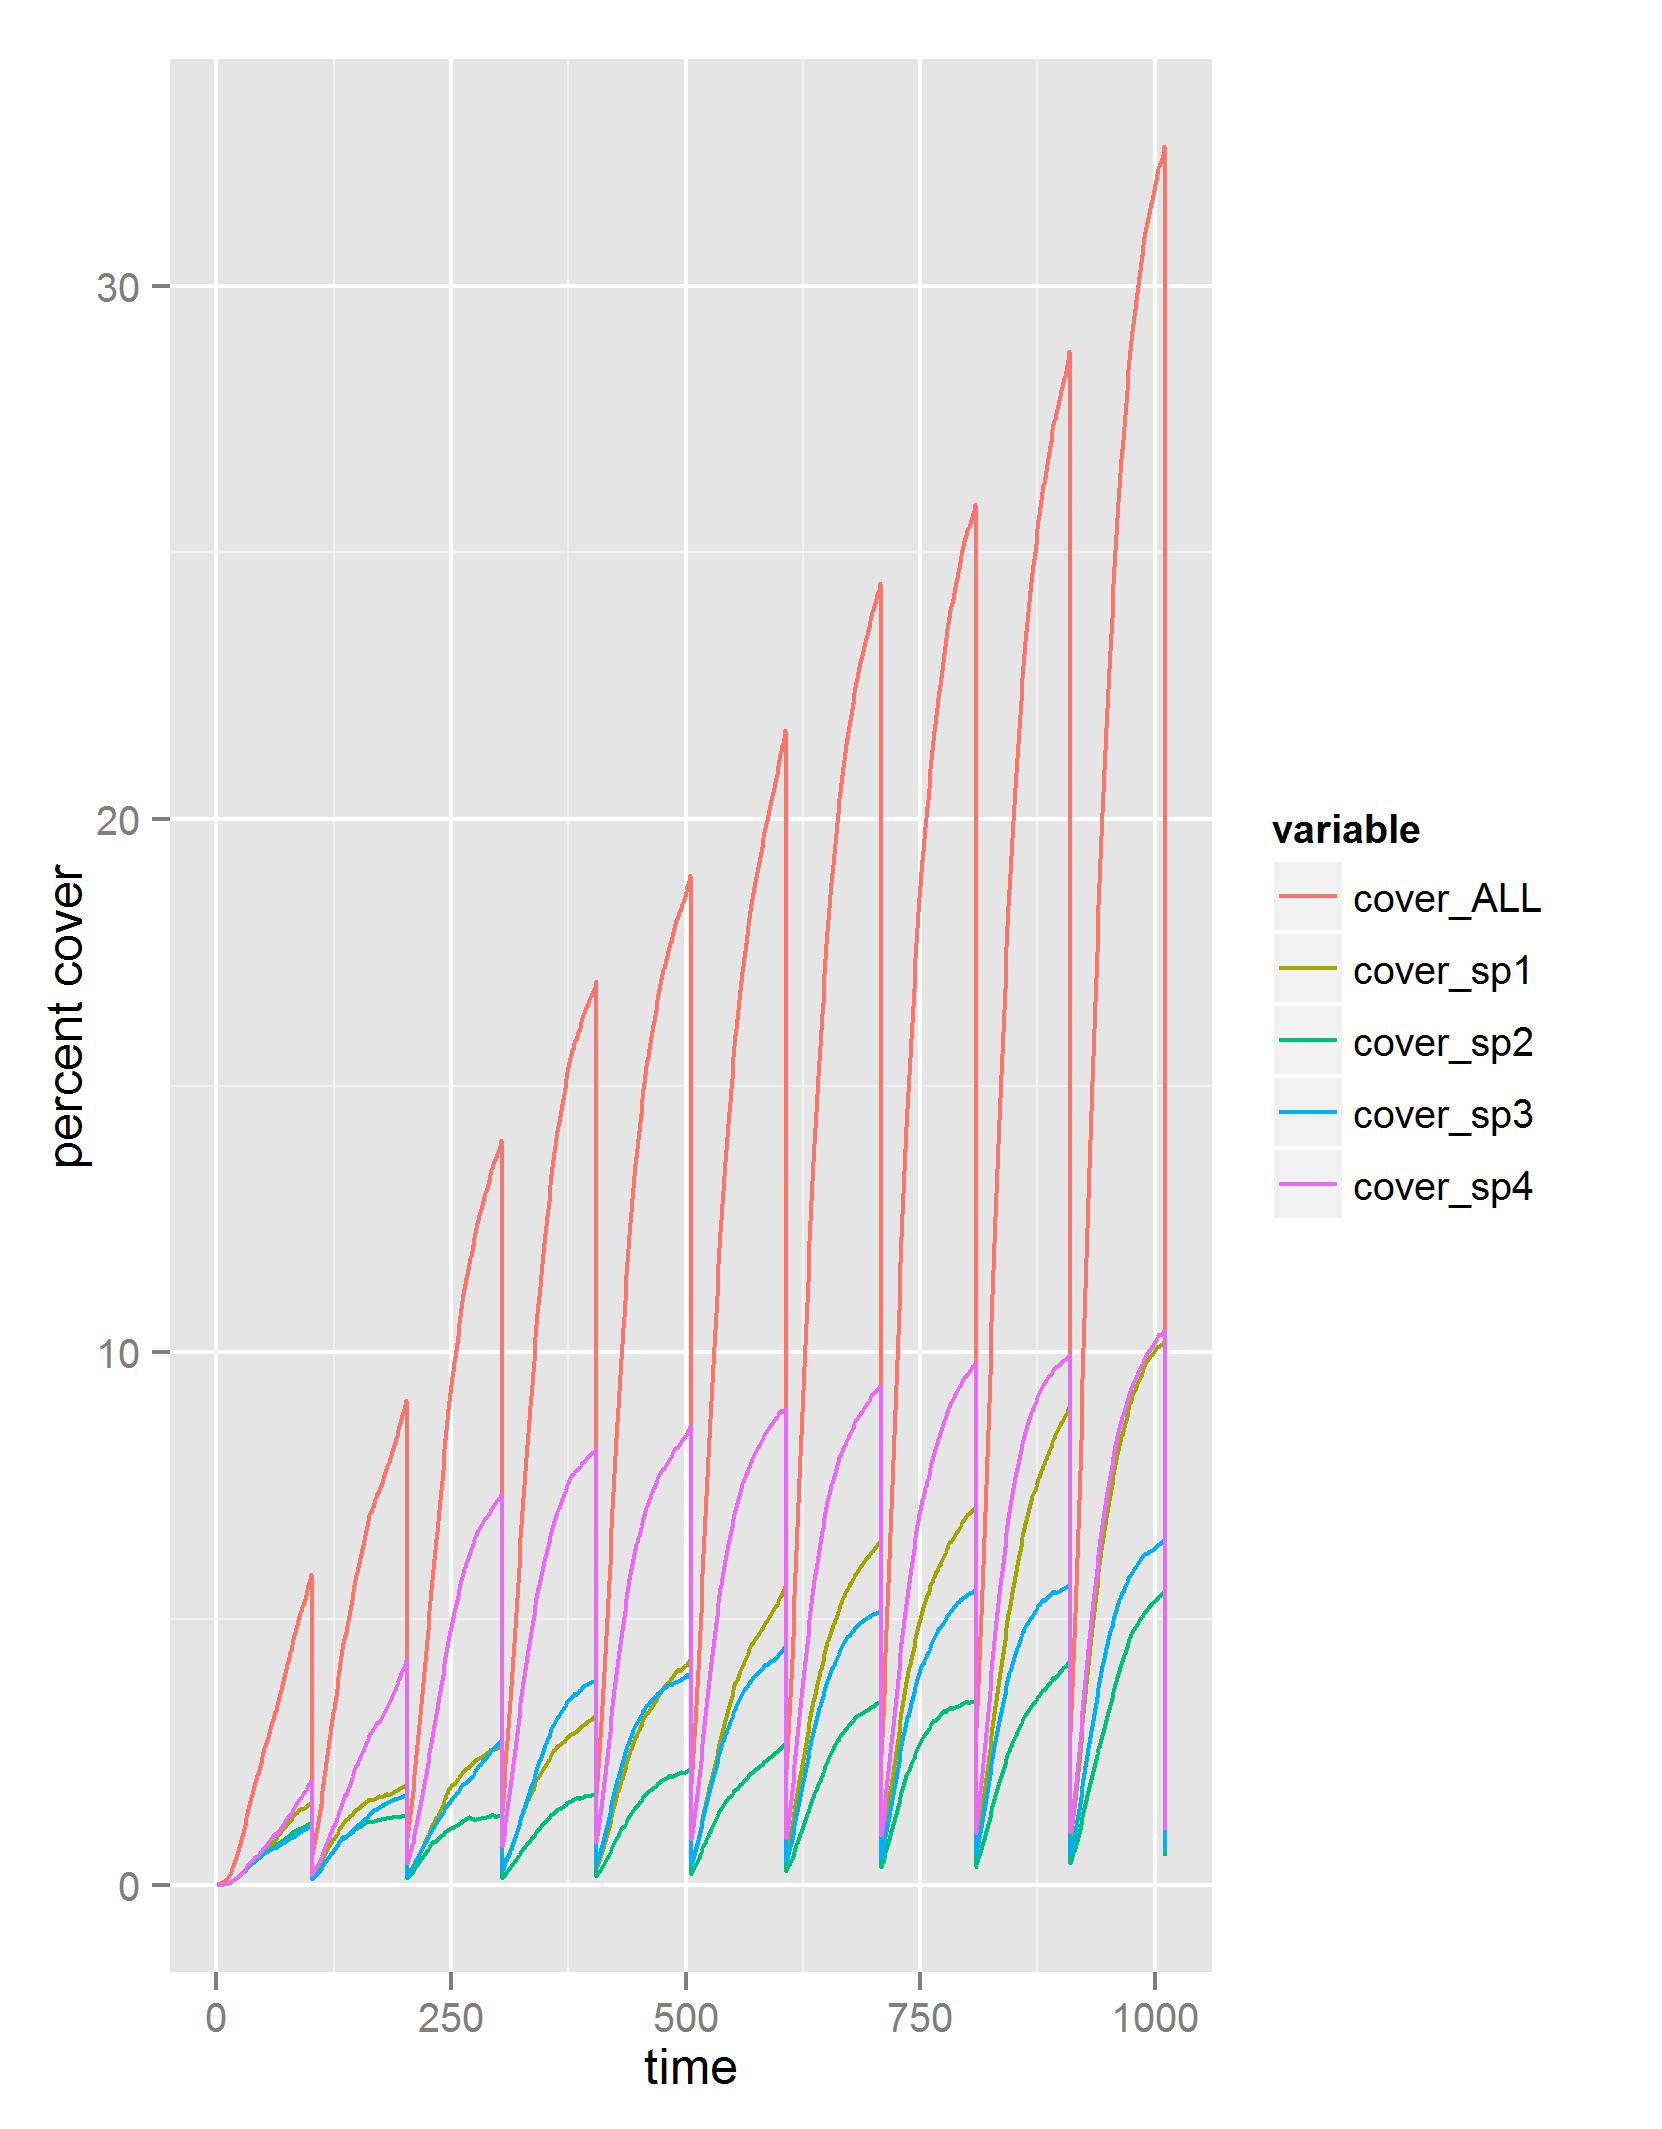 percent cover
30
20
10
0
0 250 500 750 1000
time
variable
cover_ALL
cover_sp1
cover_sp2
cover_sp3
cover_sp4